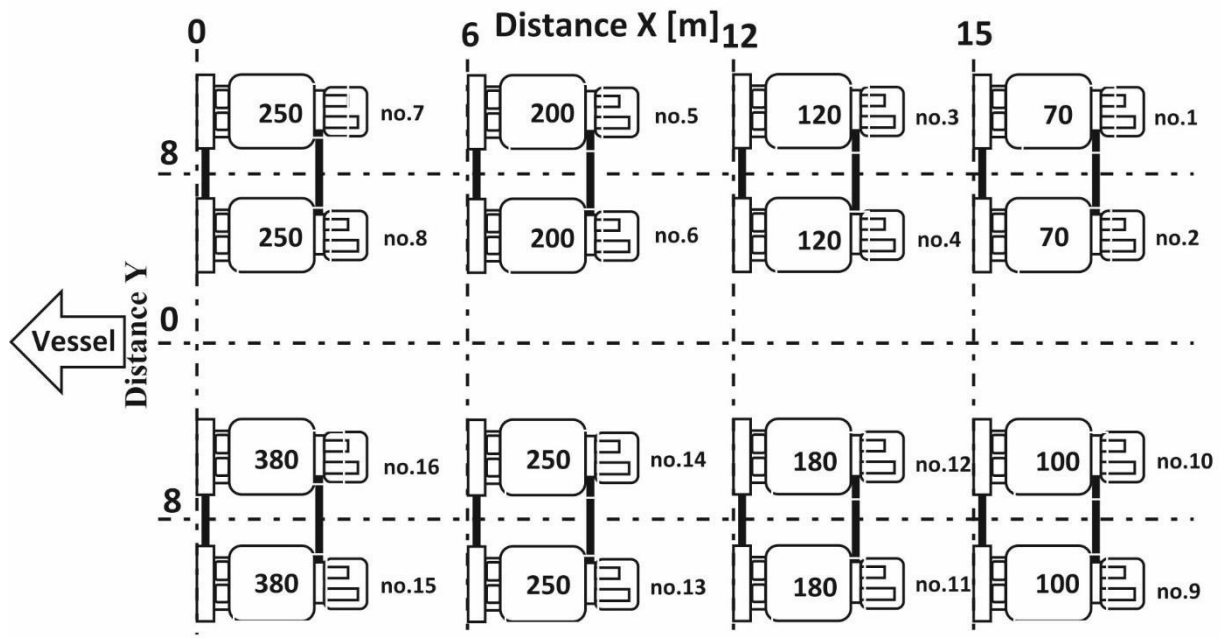 Distance X [m]
0 6 12 15
250 no.7 200 no.5 120 no.3 70 no.1
8
250 no.8 200 no.6 120 no.4 70 no.2
Distance Y
0
Vessel
380 no.16 250 no.14 180 no.12 100 no.10
8
380 no.15 250 no.13 180 no.11 100 no.9